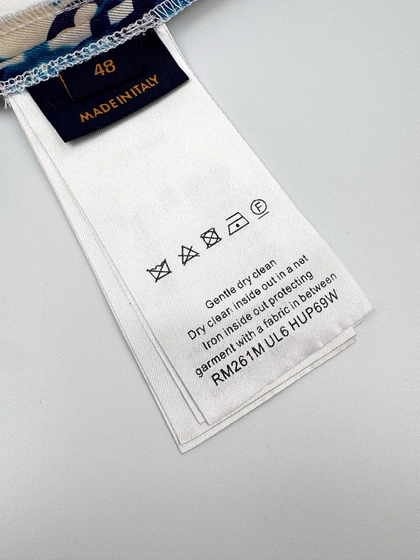 48
MADE IN ITALY
F
Gentle dry clean
Dry clean inside out in a net
Iron inside out protecting
garment with a fabric in between
RM261M UL6 HUP69W